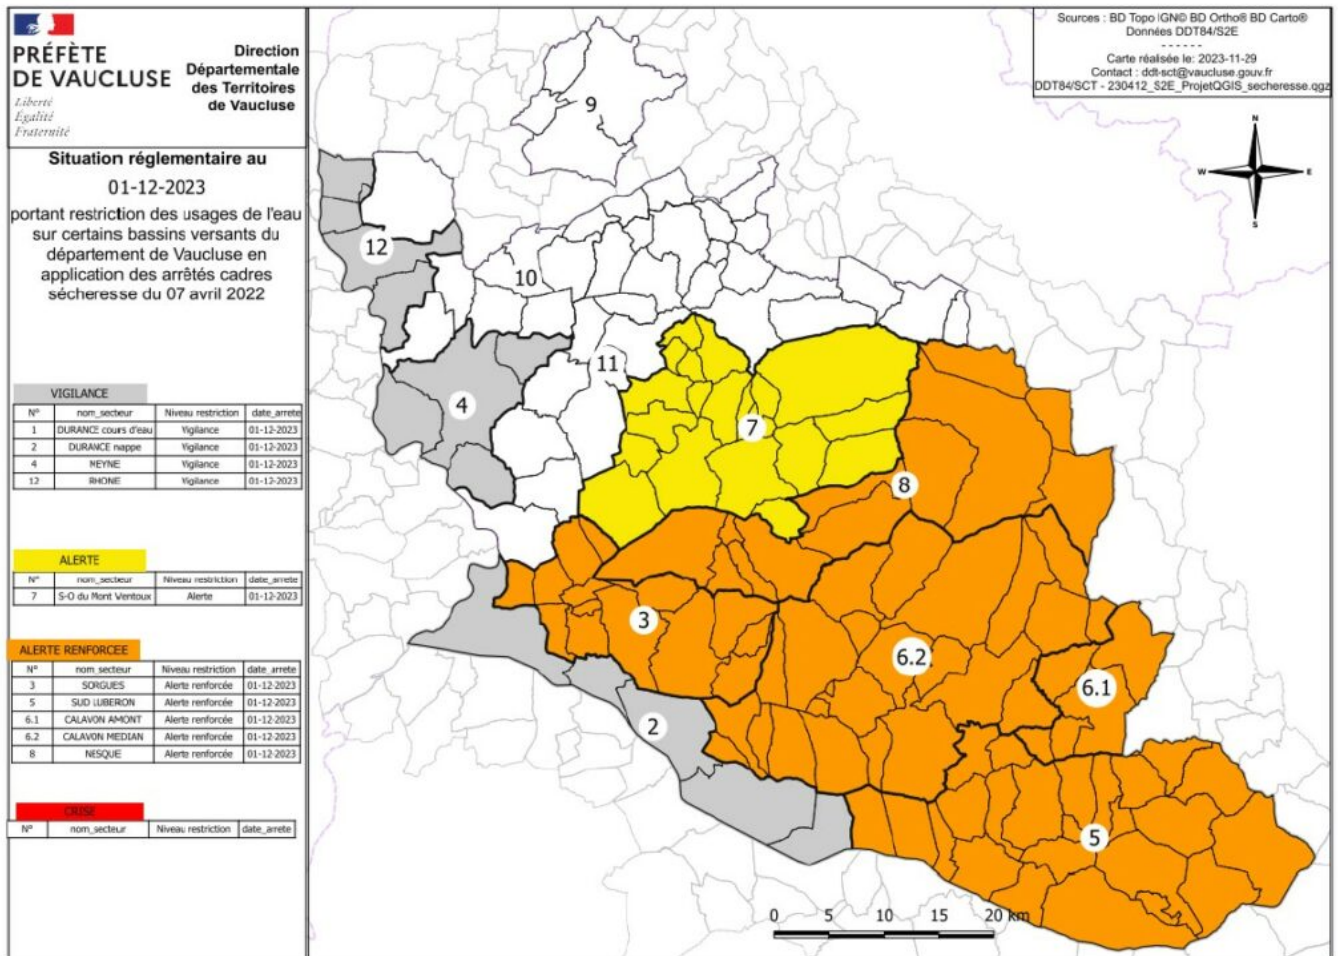 PRÉFÈTE
DE VAUCLUSE
Liberté
Égalité
Fraternité
Direction
Départementale
des Territoires
de Vaucluse
Situation réglementaire au
01-12-2023
portant restriction des usages de l'eau
sur certains bassins versants du
département de Vaucluse en
application des arrêtés cadres
sécheresse du 07 avril 2022
VIGILANCE
N° nom_secteur Niveau restriction date_arrete
1 DURANCE cours d'eau Vigilance 01-12-2023
2 DURANCE nappe Vigilance 01-12-2023
4 MEYNE Vigilance 01-12-2023
12 RHONE Vigilance 01-12-2023
ALERTE
N° nom_secteur Niveau restriction date_arrete
7 S-O du Mont Ventoux Alerte 01-12-2023
ALERTE RENFORCEE
N° nom_secteur Niveau restriction date_arrete
3 SORGUES Alerte renforcée 01-12-2023
5 SUD LUBERON Alerte renforcée 01-12-2023
6.1 CALAVON AMONT Alerte renforcée 01-12-2023
6.2 CALAVON MEDIAN Alerte renforcée 01-12-2023
8 NESQUE Alerte renforcée 01-12-2023
CRISE
N° nom_secteur Niveau restriction date_arrete
Sources : BD Topo IGN© BD Ortho® BD Carto®
Données DDT84/S2E
- - - - - -
Carte réalisée le: 2023-11-29
Contact : ddt-sct@vaucluse.gouv.fr
DDT84/SCT - 230412_S2E_ProjetQGIS_secheresse.qgz
N
W E
S
9
12
10
11
4
7
8
3
6.2
6.1
2
5
0 5 10 15 20 km